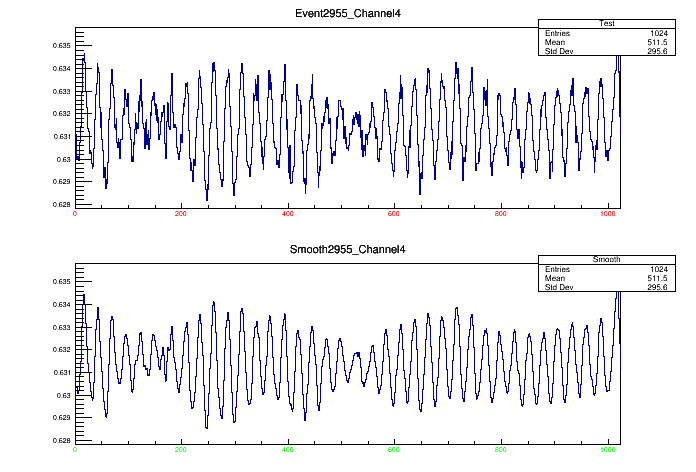 Event2955_Channel4
Test
Entries 1024
Mean 511.5
Std Dev 295.6
0.635
0.634
0.633
0.632
0.631
0.63
0.629
0.628
0 200 400 600 800 1000
Smooth2955_Channel4
Smooth
Entries 1024
Mean 511.5
Std Dev 295.6
0.635
0.634
0.633
0.632
0.631
0.63
0.629
0.628
0 200 400 600 800 1000